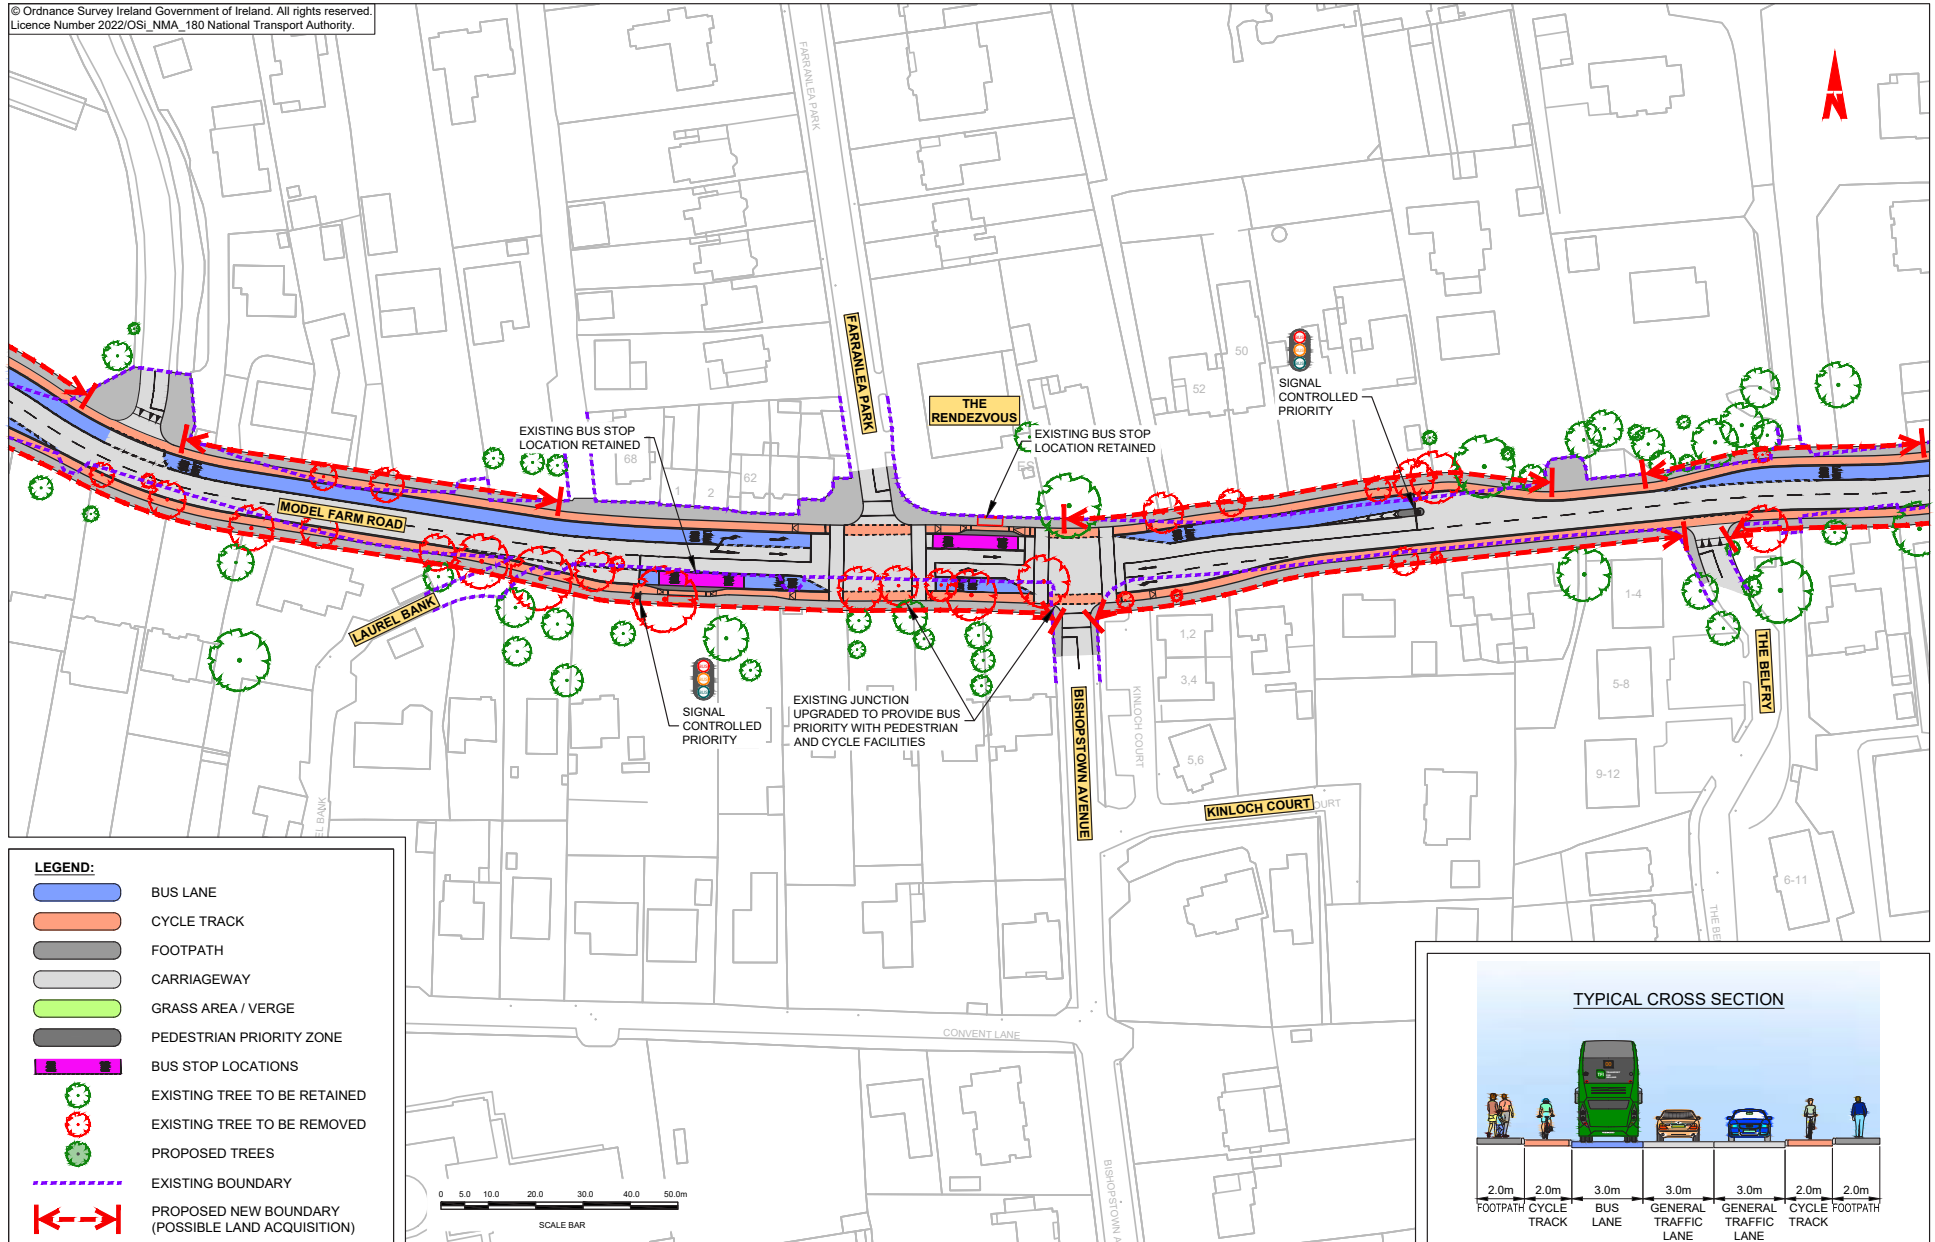 © Ordnance Survey Ireland Government of Ireland. All rights reserved.
Licence Number 2022/OSi_NMA_180 National Transport Authority.
FARRANLEA PARK
FARRANLEA PARK
THE
RENDEZVOUS
EXISTING BUS STOP
LOCATION RETAINED
EXISTING BUS STOP
LOCATION RETAINED
SIGNAL
CONTROLLED
PRIORITY
50
52
68
1
2
62
ES
MODEL FARM ROAD
LAUREL BANK
SIGNAL
CONTROLLED
PRIORITY
EXISTING JUNCTION
UPGRADED TO PROVIDE BUS
PRIORITY WITH PEDESTRIAN
AND CYCLE FACILITIES
BISHOPSTOWN AVENUE
KINLOCH COURT
1,2
3,4
5,6
KINLOCH COURT
OURT
1-4
5-8
9-12
6-11
THE BELFRY
THE BE
EL BANK
CONVENT LANE
BISHOPSTOWN A
LEGEND:
BUS LANE
CYCLE TRACK
FOOTPATH
CARRIAGEWAY
GRASS AREA / VERGE
PEDESTRIAN PRIORITY ZONE
BUS STOP LOCATIONS
EXISTING TREE TO BE RETAINED
EXISTING TREE TO BE REMOVED
PROPOSED TREES
EXISTING BOUNDARY
PROPOSED NEW BOUNDARY
(POSSIBLE LAND ACQUISITION)
0 5.0 10.0 20.0 30.0 40.0 50.0m
SCALE BAR
TYPICAL CROSS SECTION
2.0m 2.0m 3.0m 3.0m 3.0m 2.0m 2.0m
FOOTPATH CYCLE TRACK BUS LANE GENERAL TRAFFIC LANE GENERAL TRAFFIC LANE CYCLE TRACK FOOTPATH